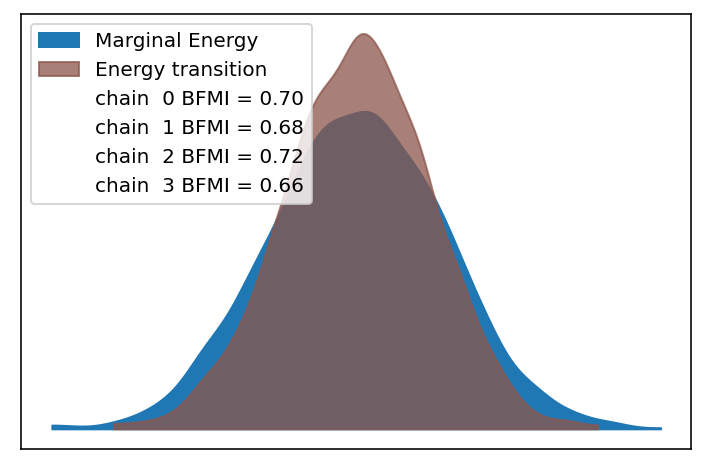 Marginal Energy
Energy transition
chain  0 BFMI = 0.70
chain  1 BFMI = 0.68
chain  2 BFMI = 0.72
chain  3 BFMI = 0.66